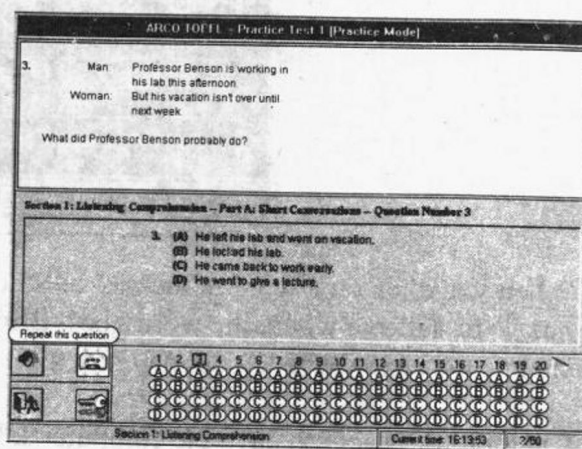 ARCO TOEFL - Practice Test 1 [Practice Mode]
3. Man: Professor Benson is working in
his lab this afternoon.
Woman: But his vacation isn't over until
next week.
What did Professor Benson probably do?
Section 1: Listening Comprehension – Part A: Short Conversations – Question Number 3
3. (A) He left his lab and went on vacation.
(B) He locked his lab.
(C) He came back to work early.
(D) He went to give a lecture.
Repeat this question
1 2 3 4 5 6 7 8 9 10 11 12 13 14 15 16 17 18 19 20
A A A A A A A A A A A A A A A A A A A A
B B B B B B B B B B B B B B B B B B B B
C C C C C C C C C C C C C C C C C C C C
D D D D D D D D D D D D D D D D D D D D
Section 1: Listening Comprehension Current time: 16:13:53 2/50